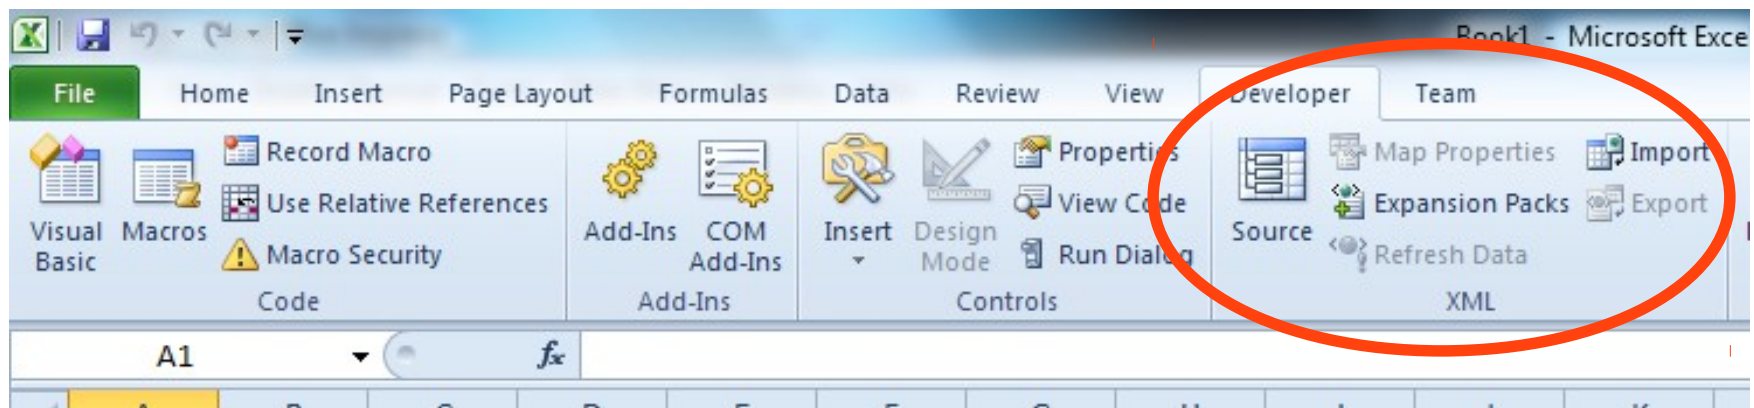 Book1 - Microsoft Exce
File Home Insert Page Layout Formulas Data Review View Developer Team
Visual Basic
Macros
Record Macro
Use Relative References
Macro Security
Code
Add-Ins
COM Add-Ins
Add-Ins
Insert
Design Mode
Properties
View Code
Run Dialog
Controls
Source
Map Properties
Expansion Packs
Refresh Data
Import
Export
XML
A1
fx